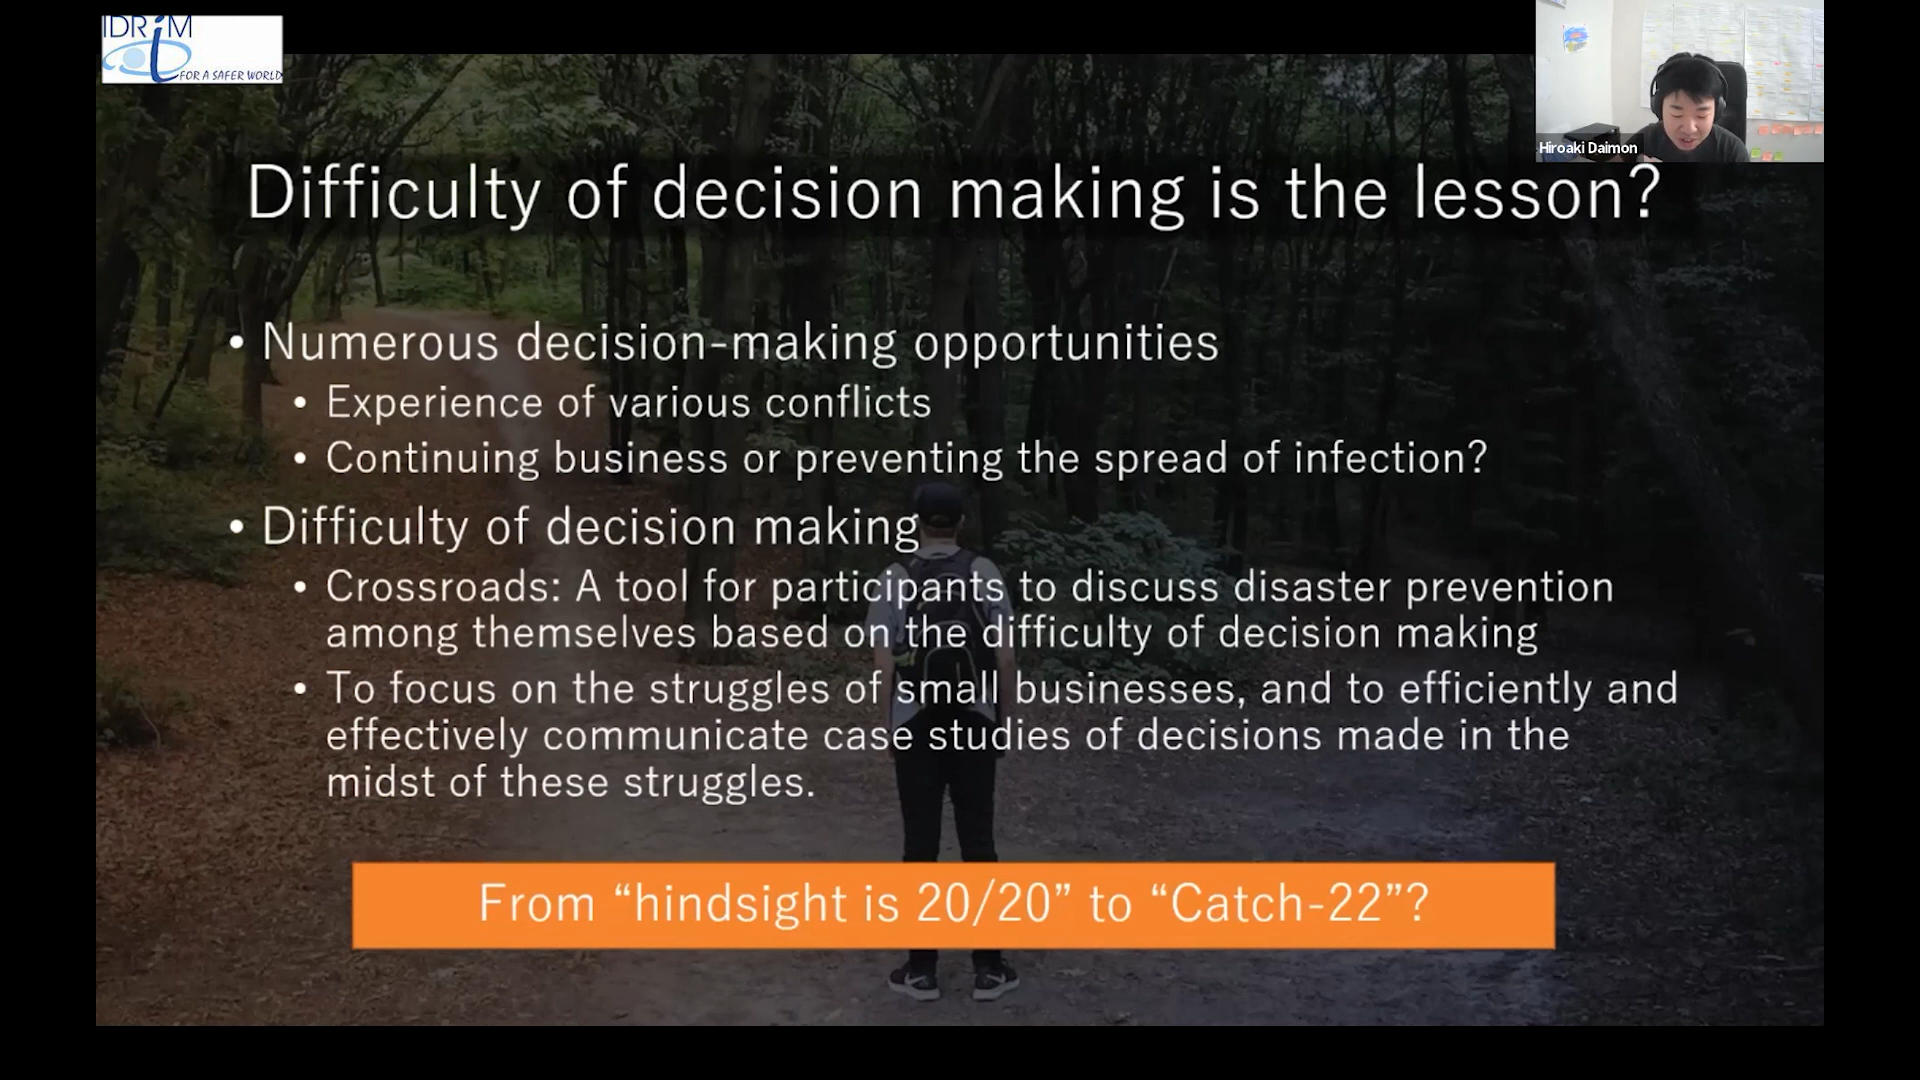 IDRiM
FOR A SAFER WORLD
Hiroaki Daimon
Difficulty of decision making is the lesson?
• Numerous decision-making opportunities
• Experience of various conflicts
• Continuing business or preventing the spread of infection?
• Difficulty of decision making
• Crossroads: A tool for participants to discuss disaster prevention
among themselves based on the difficulty of decision making
• To focus on the struggles of small businesses, and to efficiently and
effectively communicate case studies of decisions made in the
midst of these struggles.
From “hindsight is 20/20” to “Catch-22”?